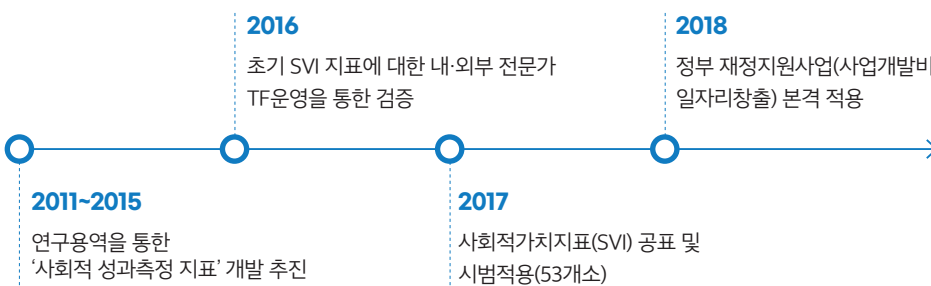 2016
초기 SVI 지표에 대한 내·외부 전문가
TF운영을 통한 검증
2018
정부 재정지원사업(사업개발비
일자리창출) 본격 적용
2011~2015
연구용역을 통한
‘사회적 성과측정 지표’ 개발 추진
2017
사회적가치지표(SVI) 공표 및
시범적용(53개소)